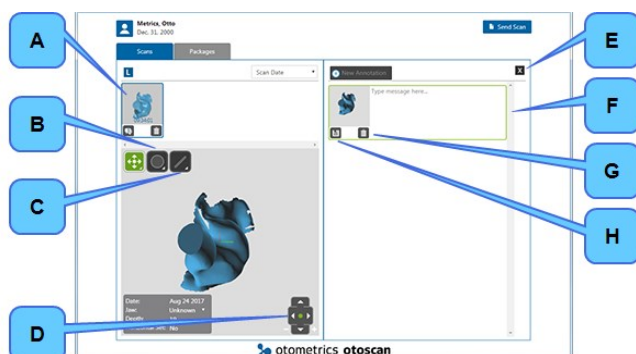 A
B
C
D
E
F
G
H
Metrics, Otto
Dec. 31, 2000
Send Scan
Scans
Packages
L
Scan Date
New Annotation
X
Type message here...
Date: Aug 24 2017
Jaw: Unknown
Depth:
No
otometrics otoscan